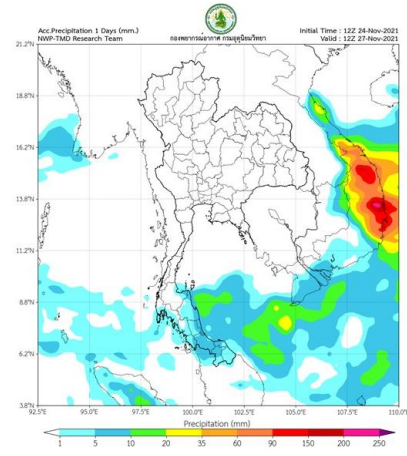 Acc.Precipitation 1 Days (mm.)
NWP-TMD Research Team
กองพยากรณ์อากาศ กรมอุตุนิยมวิทยา
Initial Time : 12Z 24-Nov-2021
Valid : 12Z 27-Nov-2021
21.2°N
18.8°N
16.2°N
13.8°N
11.2°N
8.8°N
6.2°N
3.8°N
92.5°E 95.0°E 97.5°E 100.0°E 102.5°E 105.0°E 107.5°E 110.0°E
Precipitation (mm)
1 5 10 20 35 60 90 150 200 250